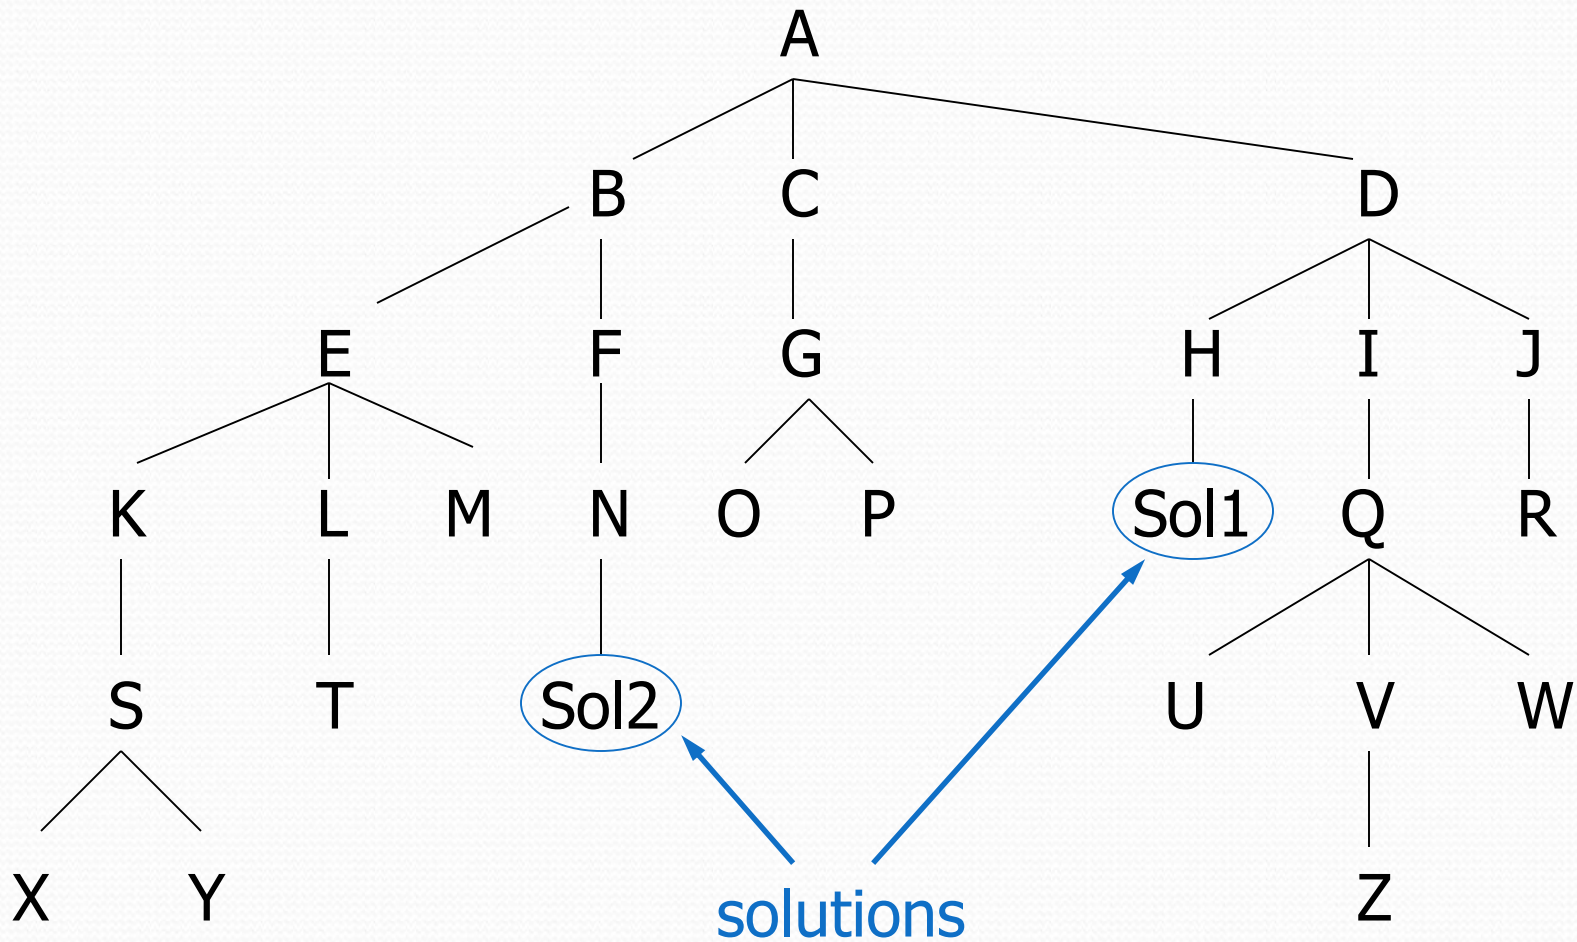 A
B C D
E F G H I J
K L M N O P Sol1 Q R
S T Sol2 U V W
X Y Z
solutions